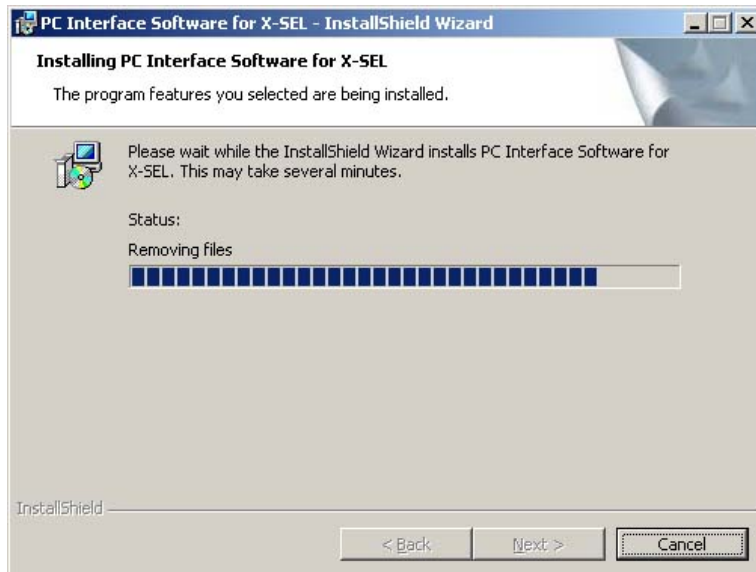 PC Interface Software for X-SEL - InstallShield Wizard
Installing PC Interface Software for X-SEL
The program features you selected are being installed.
Please wait while the InstallShield Wizard installs PC Interface Software for
X-SEL. This may take several minutes.
Status:
Removing files
InstallShield
< Back
Next >
Cancel